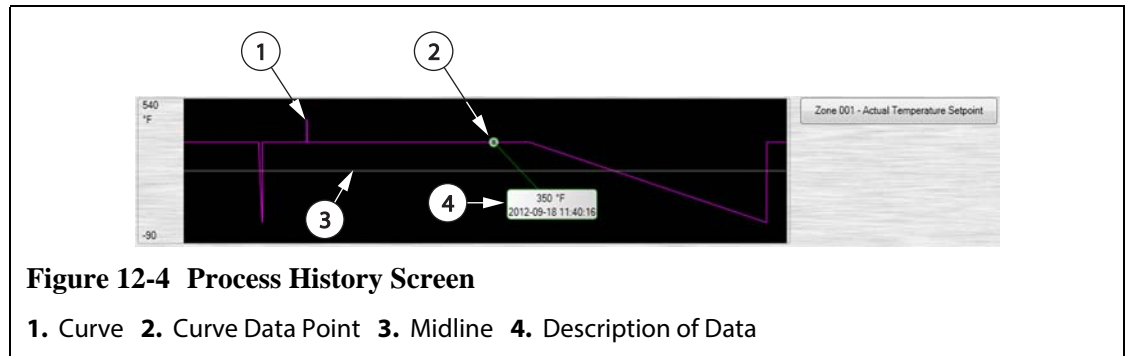 1
2
540
°F
Zone 001 - Actual Temperature Setpoint
3
4
350 °F
2012-09-18 11:40:16
-90
Figure 12-4 Process History Screen
1. Curve 2. Curve Data Point 3. Midline 4. Description of Data